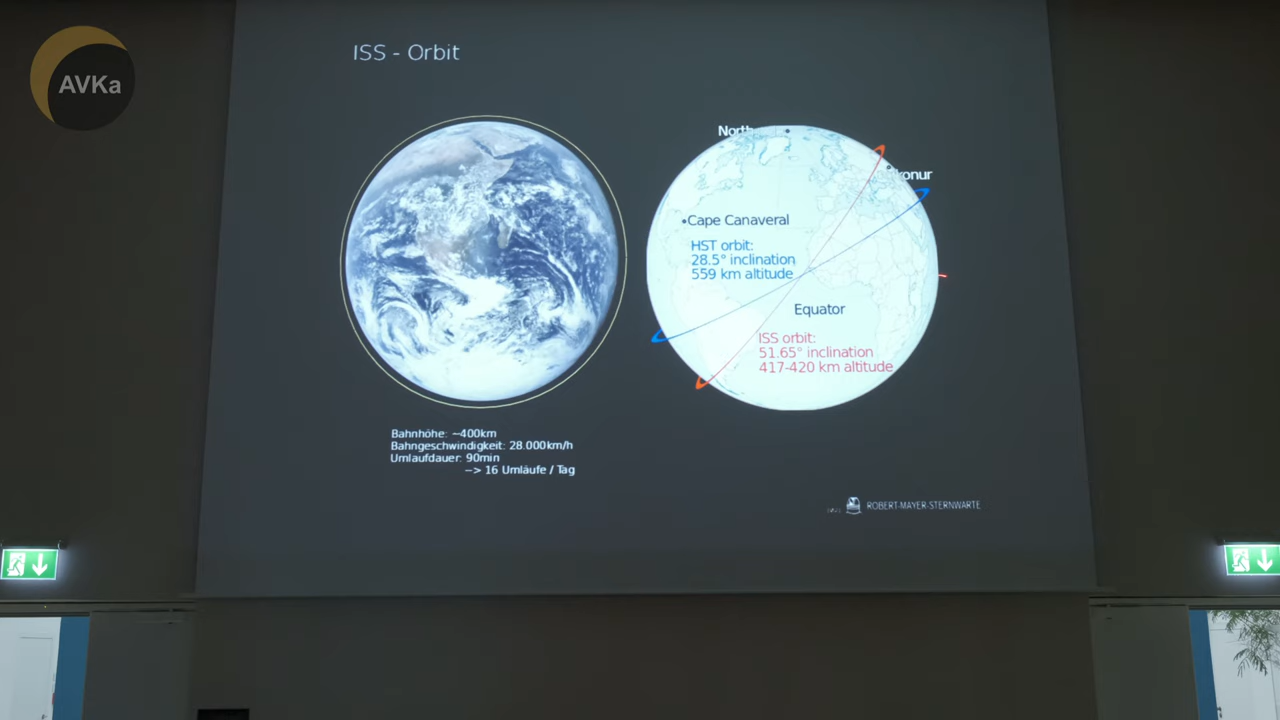 AVKa
ISS - Orbit
North
konur
Cape Canaveral
HST orbit:
28.5° inclination
559 km altitude
Equator
ISS orbit:
51.65° inclination
417-420 km altitude
Bahnhöhe: ~400km
Bahngeschwindigkeit: 28.000km/h
Umlaufdauer: 90min
~> 16 Umläufe / Tag
ROBERT-MAYER-STERNWARTE